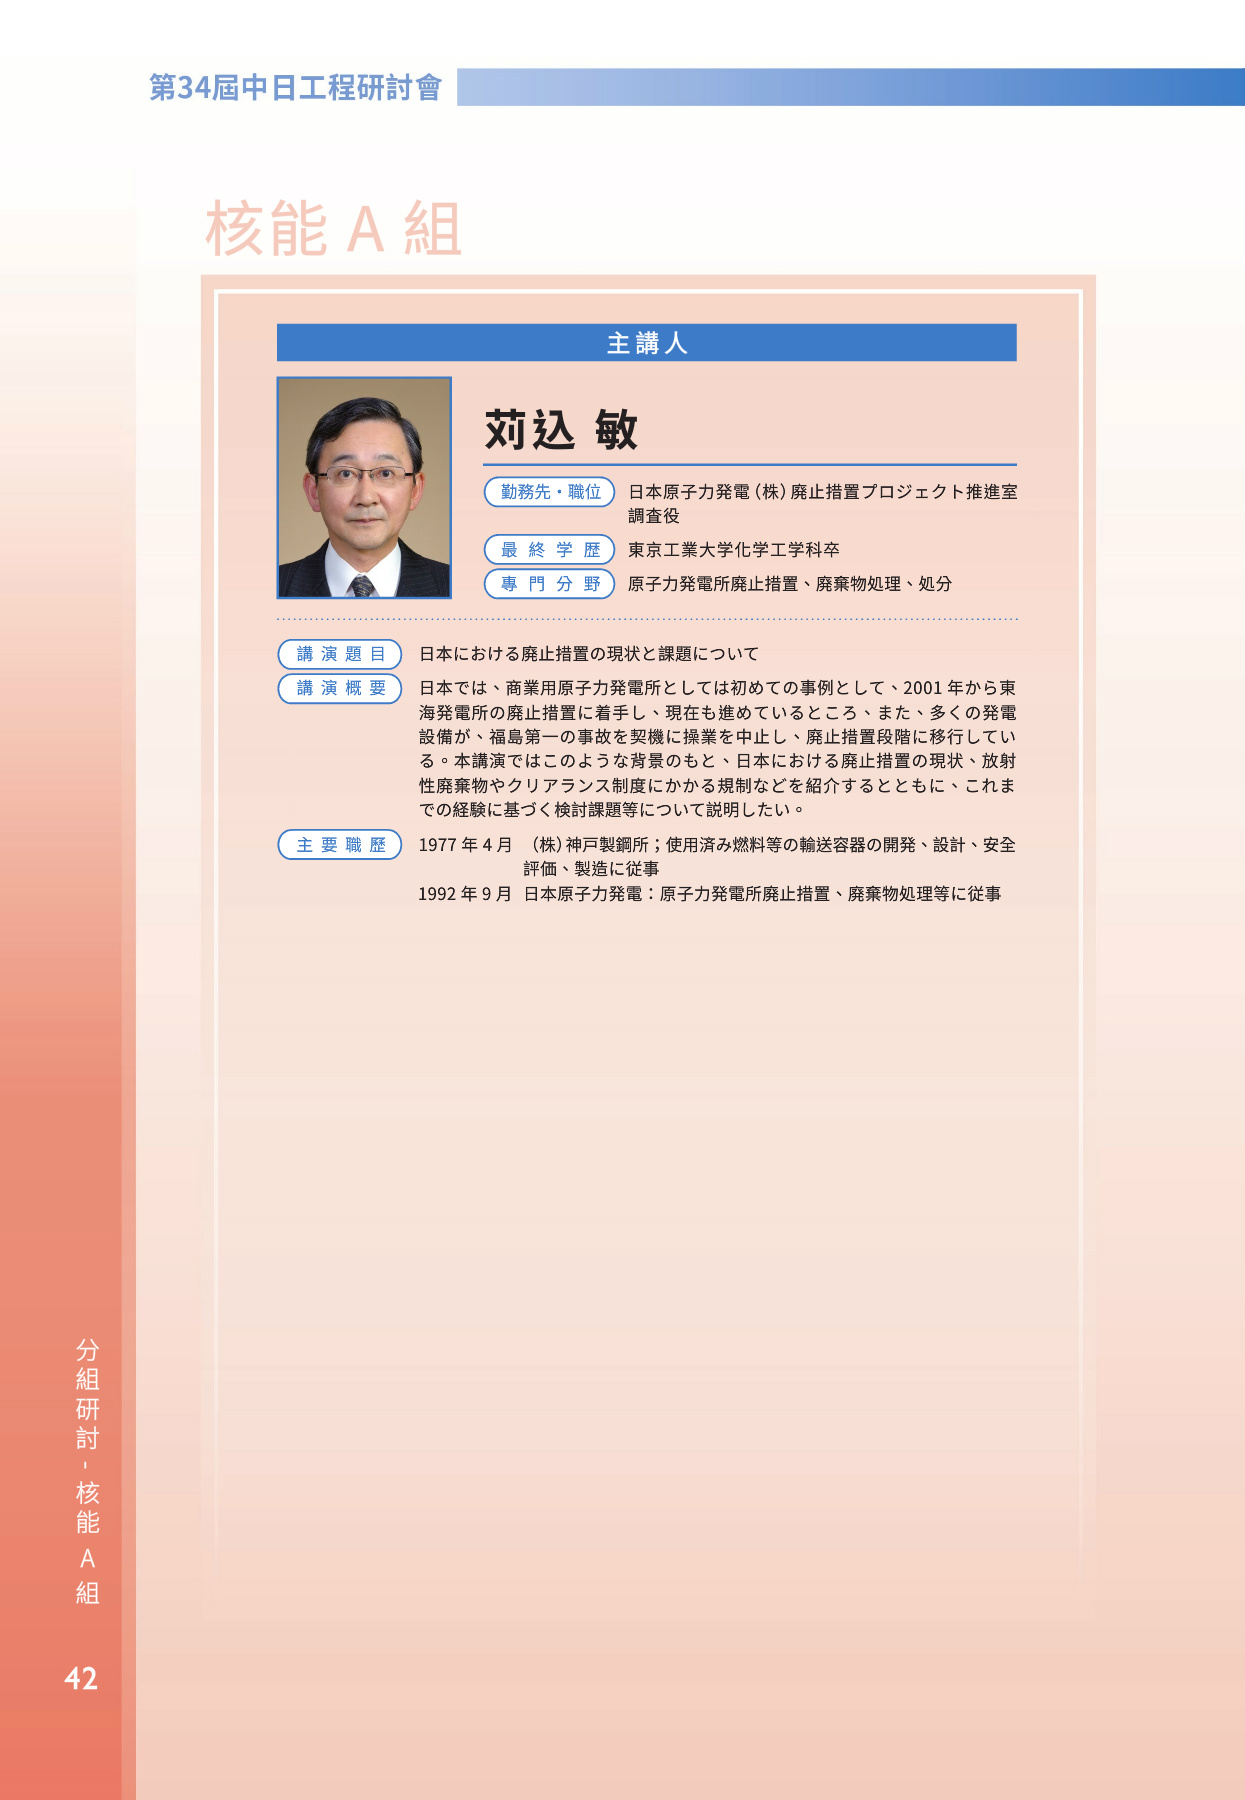 第34屆中日工程研討會
核能 A 組
主講人
苅込 敏
勤務先・職位 日本原子力発電（株）廃止措置プロジェクト推進室
調査役
最終学歴 東京工業大学化学工学科卒
專門分野 原子力発電所廃止措置、廃棄物処理、処分
講演題目 日本における廃止措置の現状と課題について
講演概要 日本では、商業用原子力発電所としては初めての事例として、2001 年から東
海発電所の廃止措置に着手し、現在も進めているところ、また、多くの発電
設備が、福島第一の事故を契機に操業を中止し、廃止措置段階に移行してい
る。本講演ではこのような背景のもと、日本における廃止措置の現状、放射
性廃棄物やクリアランス制度にかかる規制などを紹介するとともに、これま
での経験に基づく検討課題等について説明したい。
主要職歷 1977 年 4 月 （株）神戸製鋼所；使用済み燃料等の輸送容器の開発、設計、安全
評価、製造に従事
1992 年 9 月 日本原子力発電：原子力発電所廃止措置、廃棄物処理等に従事
分組研討-核能 A 組
42